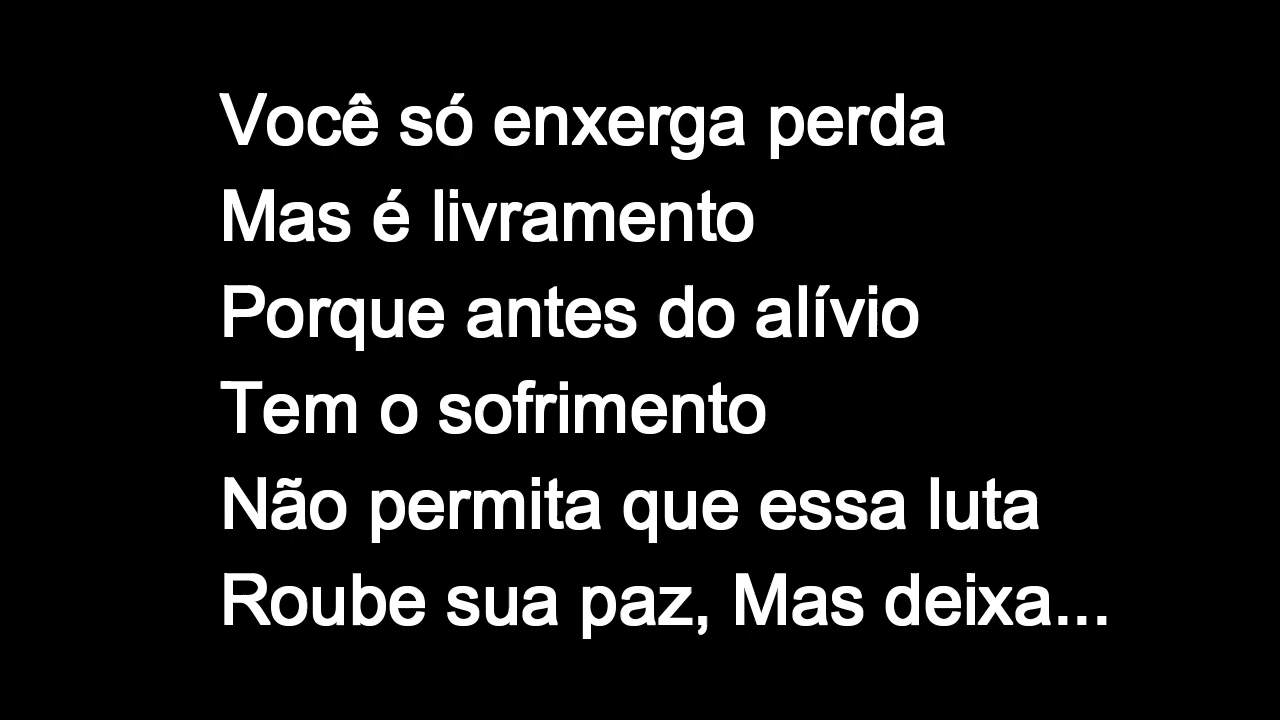 Você só enxerga perda
Mas é livramento
Porque antes do alívio
Tem o sofrimento
Não permita que essa luta
Roube sua paz, Mas deixa...